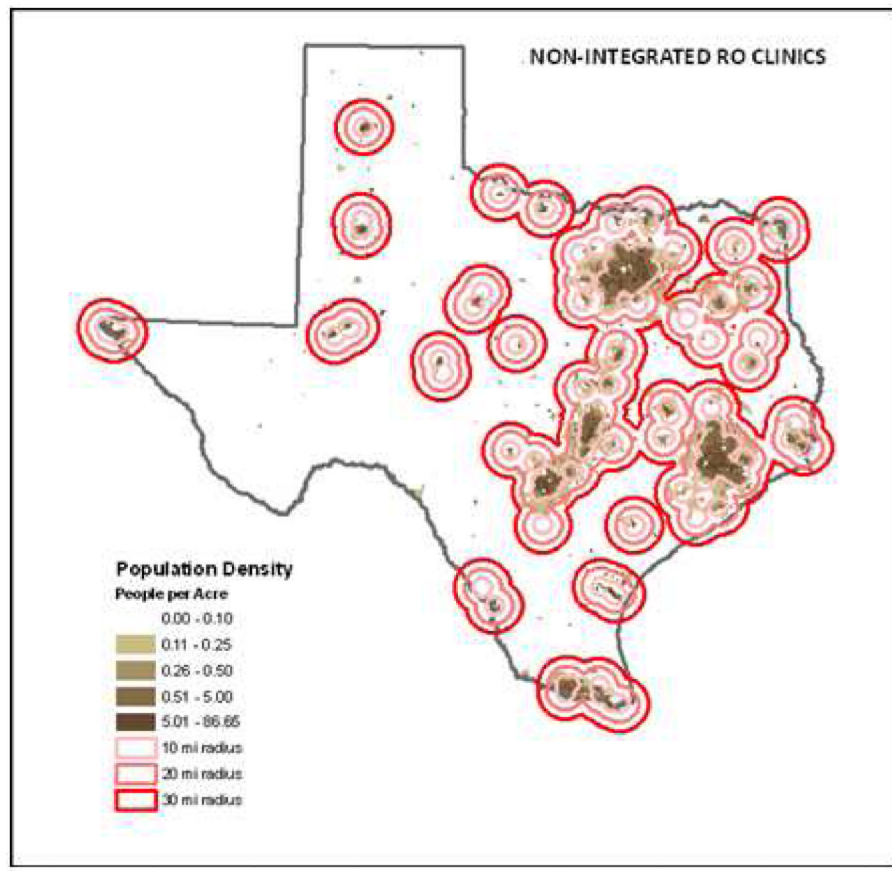 NON-INTEGRATED RO CLINICS
Population Density
People per Acre
0.00 - 0.10
0.11 - 0.25
0.26 - 0.50
0.51 - 5.00
5.01 - 86.65
10 mi radius
20 mi radius
30 mi radius